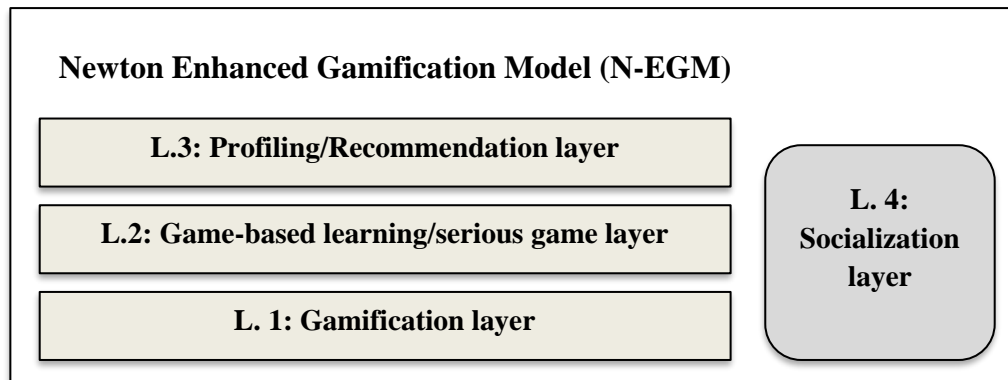 Newton Enhanced Gamification Model (N-EGM)
L.3: Profiling/Recommendation layer
L.2: Game-based learning/serious game layer
L. 1: Gamification layer
L. 4:
Socialization
layer